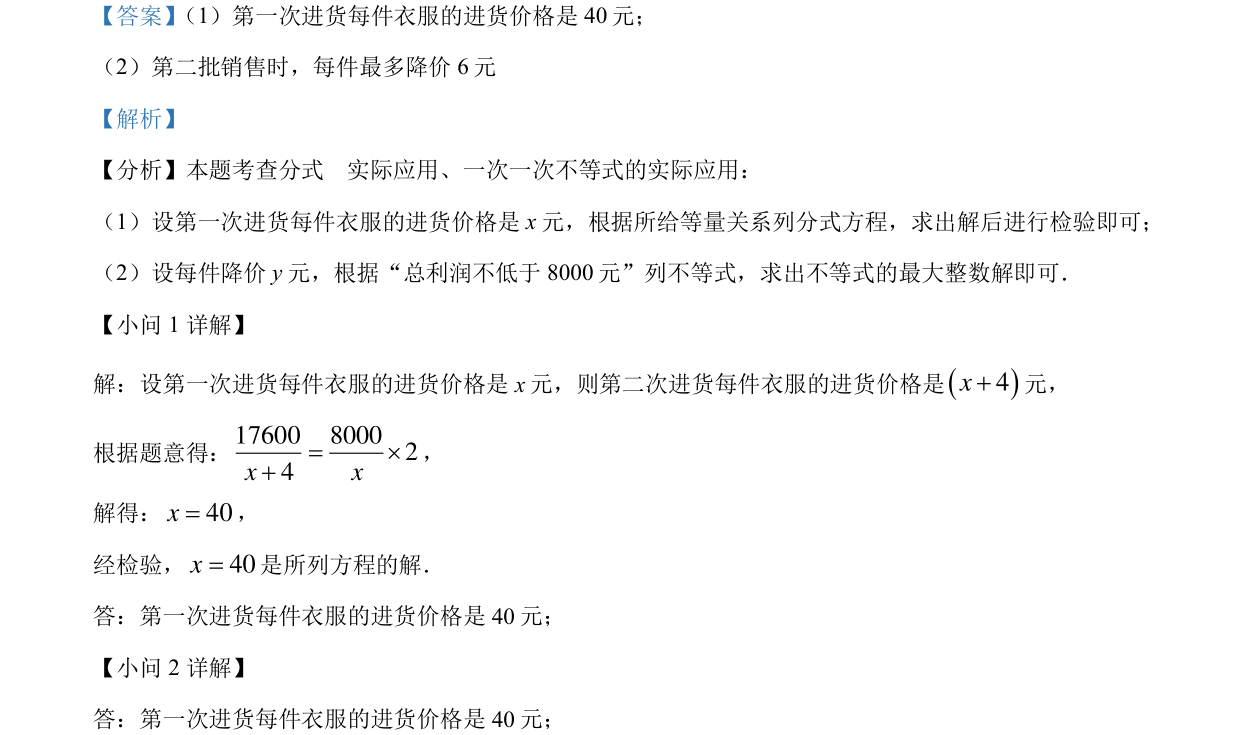 【答案】（1）第一次进货每件衣服的进货价格是 40 元；
（2）第二批销售时，每件最多降价 6 元
【解析】
【分析】本题考查分式 实际应用、一次一次不等式的实际应用：
（1）设第一次进货每件衣服的进货价格是 x 元，根据所给等量关系列分式方程，求出解后进行检验即可；
（2）设每件降价 y 元，根据“总利润不低于 8000 元”列不等式，求出不等式的最大整数解即可．
【小问 1 详解】
解：设第一次进货每件衣服的进货价格是 x 元，则第二次进货每件衣服的进货价格是(x+4)元，
根据题意得：17600/(x+4) = 8000/x × 2，
解得：x = 40，
经检验，x = 40是所列方程的解．
答：第一次进货每件衣服的进货价格是 40 元；
【小问 2 详解】
答：第一次进货每件衣服的进货价格是 40 元；